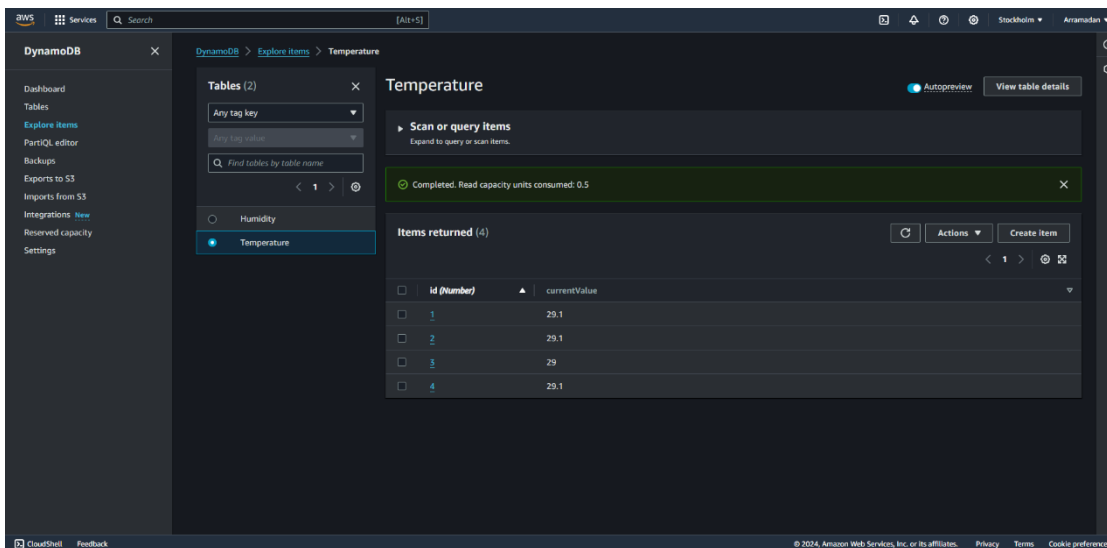 aws Services Search [Alt+S] Stockholm Arramadan
DynamoDB
Dashboard
Tables
Explore items
PartiQL editor
Backups
Exports to S3
Imports from S3
Integrations New
Reserved capacity
Settings
DynamoDB > Explore items > Temperature
Tables (2)
Any tag key
Any tag value
Find tables by table name
< 1 >
Humidity
Temperature
Temperature
Autopreview View table details
Scan or query items
Expand to query or scan items.
Completed. Read capacity units consumed: 0.5
Items returned (4) Actions Create item
< 1 >
id (Number) currentValue
1 29.1
2 29.1
3 29
4 29.1
CloudShell Feedback © 2024, Amazon Web Services, Inc. or its affiliates. Privacy Terms Cookie preference